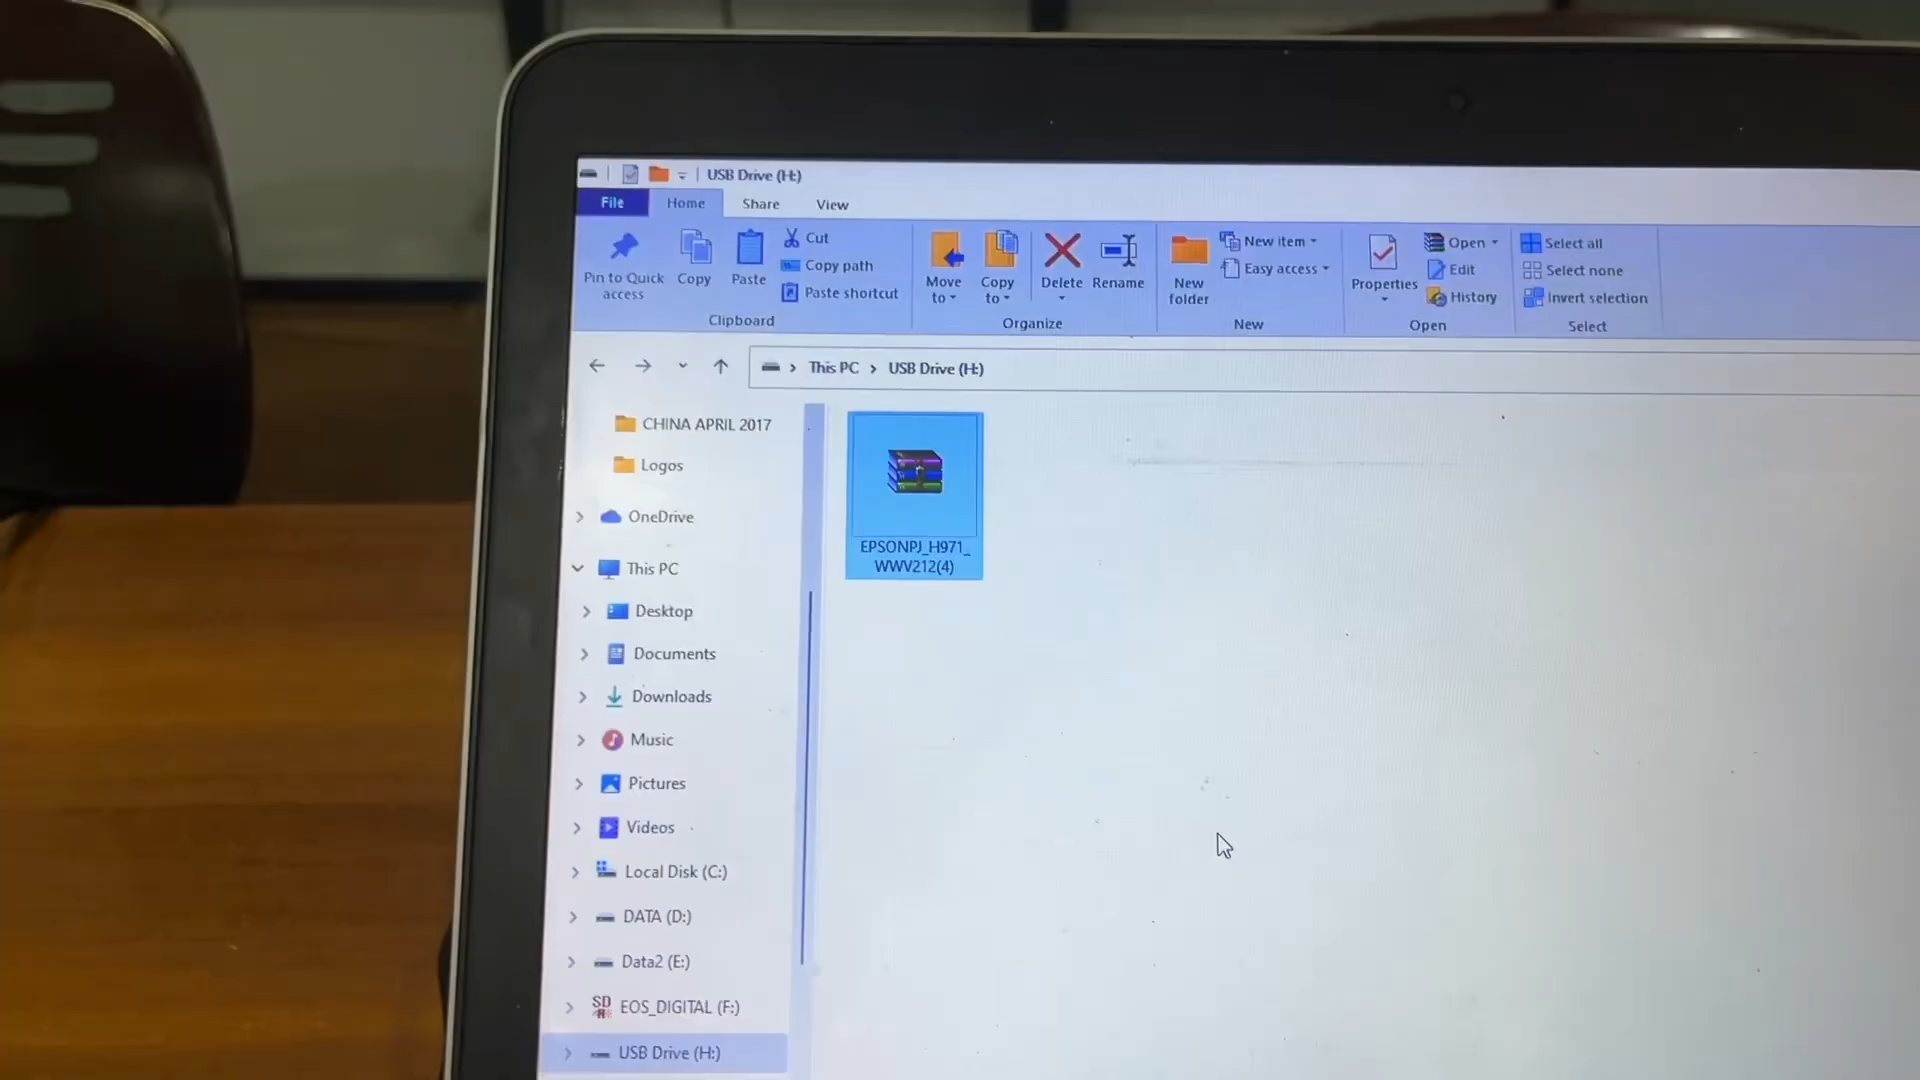 USB Drive (H:)
File Home Share View
Pin to Quick access
Copy
Paste
Cut
Copy path
Paste shortcut
Clipboard
Move to
Copy to
Delete
Rename
Organize
New folder
New item
Easy access
New
Properties
Open
Edit
History
Open
Select all
Select none
Invert selection
Select
This PC > USB Drive (H:)
CHINA APRIL 2017
Logos
OneDrive
This PC
Desktop
Documents
Downloads
Music
Pictures
Videos
Local Disk (C:)
DATA (D:)
Data2 (E:)
SD
EOS_DIGITAL (F:)
USB Drive (H:)
EPSONPJ_H971_
WWV212(4)